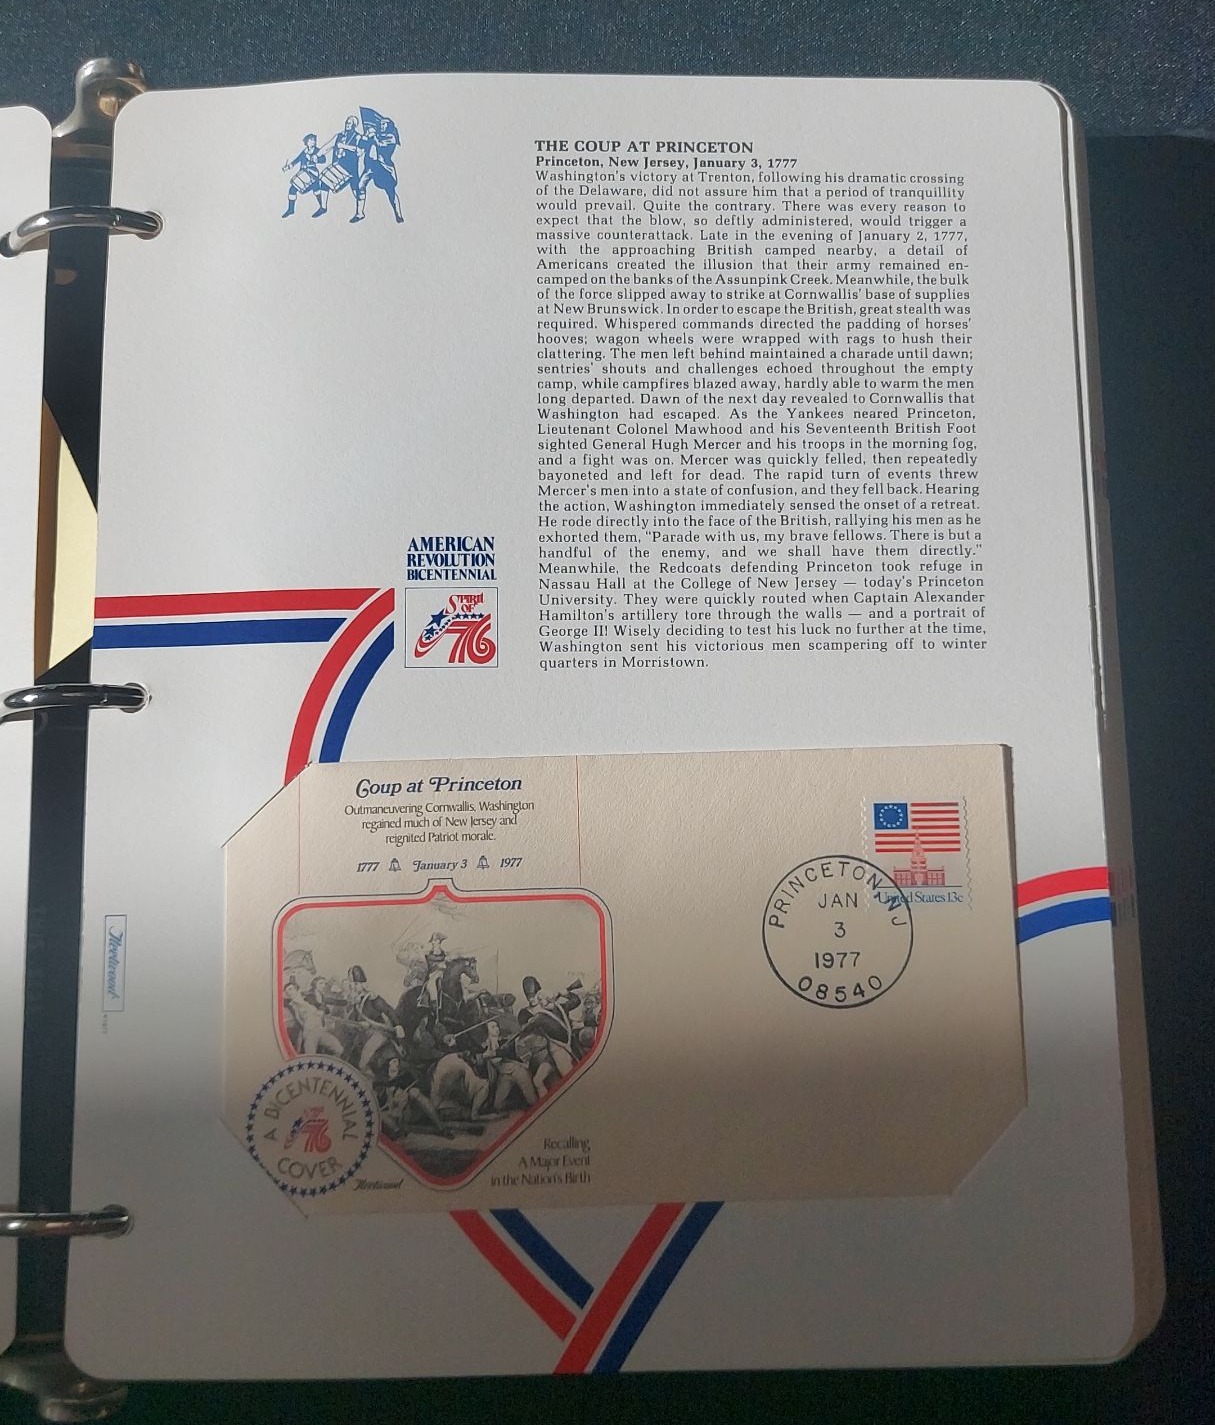 THE COUP AT PRINCETON
Princeton, New Jersey, January 3, 1777
Washington's victory at Trenton, following his dramatic crossing
of the Delaware, did not assure him that a period of tranquillity
would prevail. Quite the contrary. There was every reason to
expect that the blow, so deftly administered, would trigger a
massive counterattack. Late in the evening of January 2, 1777,
with the approaching British camped nearby, a detail of
Americans created the illusion that their army remained en-
camped on the banks of the Assunpink Creek. Meanwhile, the bulk
of the force slipped away to strike at Cornwallis' base of supplies
at New Brunswick. In order to escape the British, great stealth was
required. Whispered commands directed the padding of horses'
hooves; wagon wheels were wrapped with rags to hush their
clattering. The men left behind maintained a charade until dawn;
sentries' shouts and challenges echoed throughout the empty
camp, while campfires blazed away, hardly able to warm the men
long departed. Dawn of the next day revealed to Cornwallis that
Washington had escaped. As the Yankees neared Princeton,
Lieutenant Colonel Mawhood and his Seventeenth British Foot
sighted General Hugh Mercer and his troops in the morning fog,
and a fight was on. Mercer was quickly felled, then repeatedly
bayoneted and left for dead. The rapid turn of events threw
Mercer's men into a state of confusion, and they fell back. Hearing
the action, Washington immediately sensed the onset of a retreat.
He rode directly into the face of the British, rallying his men as he
exhorted them, "Parade with us, my brave fellows. There is but a
handful of the enemy, and we shall have them directly."
Meanwhile, the Redcoats defending Princeton took refuge in
Nassau Hall at the College of New Jersey — today's Princeton
University. They were quickly routed when Captain Alexander
Hamilton's artillery tore through the walls — and a portrait of
George II! Wisely deciding to test his luck no further at the time,
Washington sent his victorious men scampering off to winter
quarters in Morristown.
AMERICAN
REVOLUTION
BICENTENNIAL
SPIRIT
OF
'76
Coup at Princeton
Outmaneuvering Cornwallis, Washington
regained much of New Jersey and
reignited Patriot morale.
1777 January 3 1977
United States 13c
PRINCETON NJ
JAN
3
1977
08540
A BICENTENNIAL
76
COVER
Fleetwood
Recalling
A Major Event
in the Nation's Birth
Fleetwood